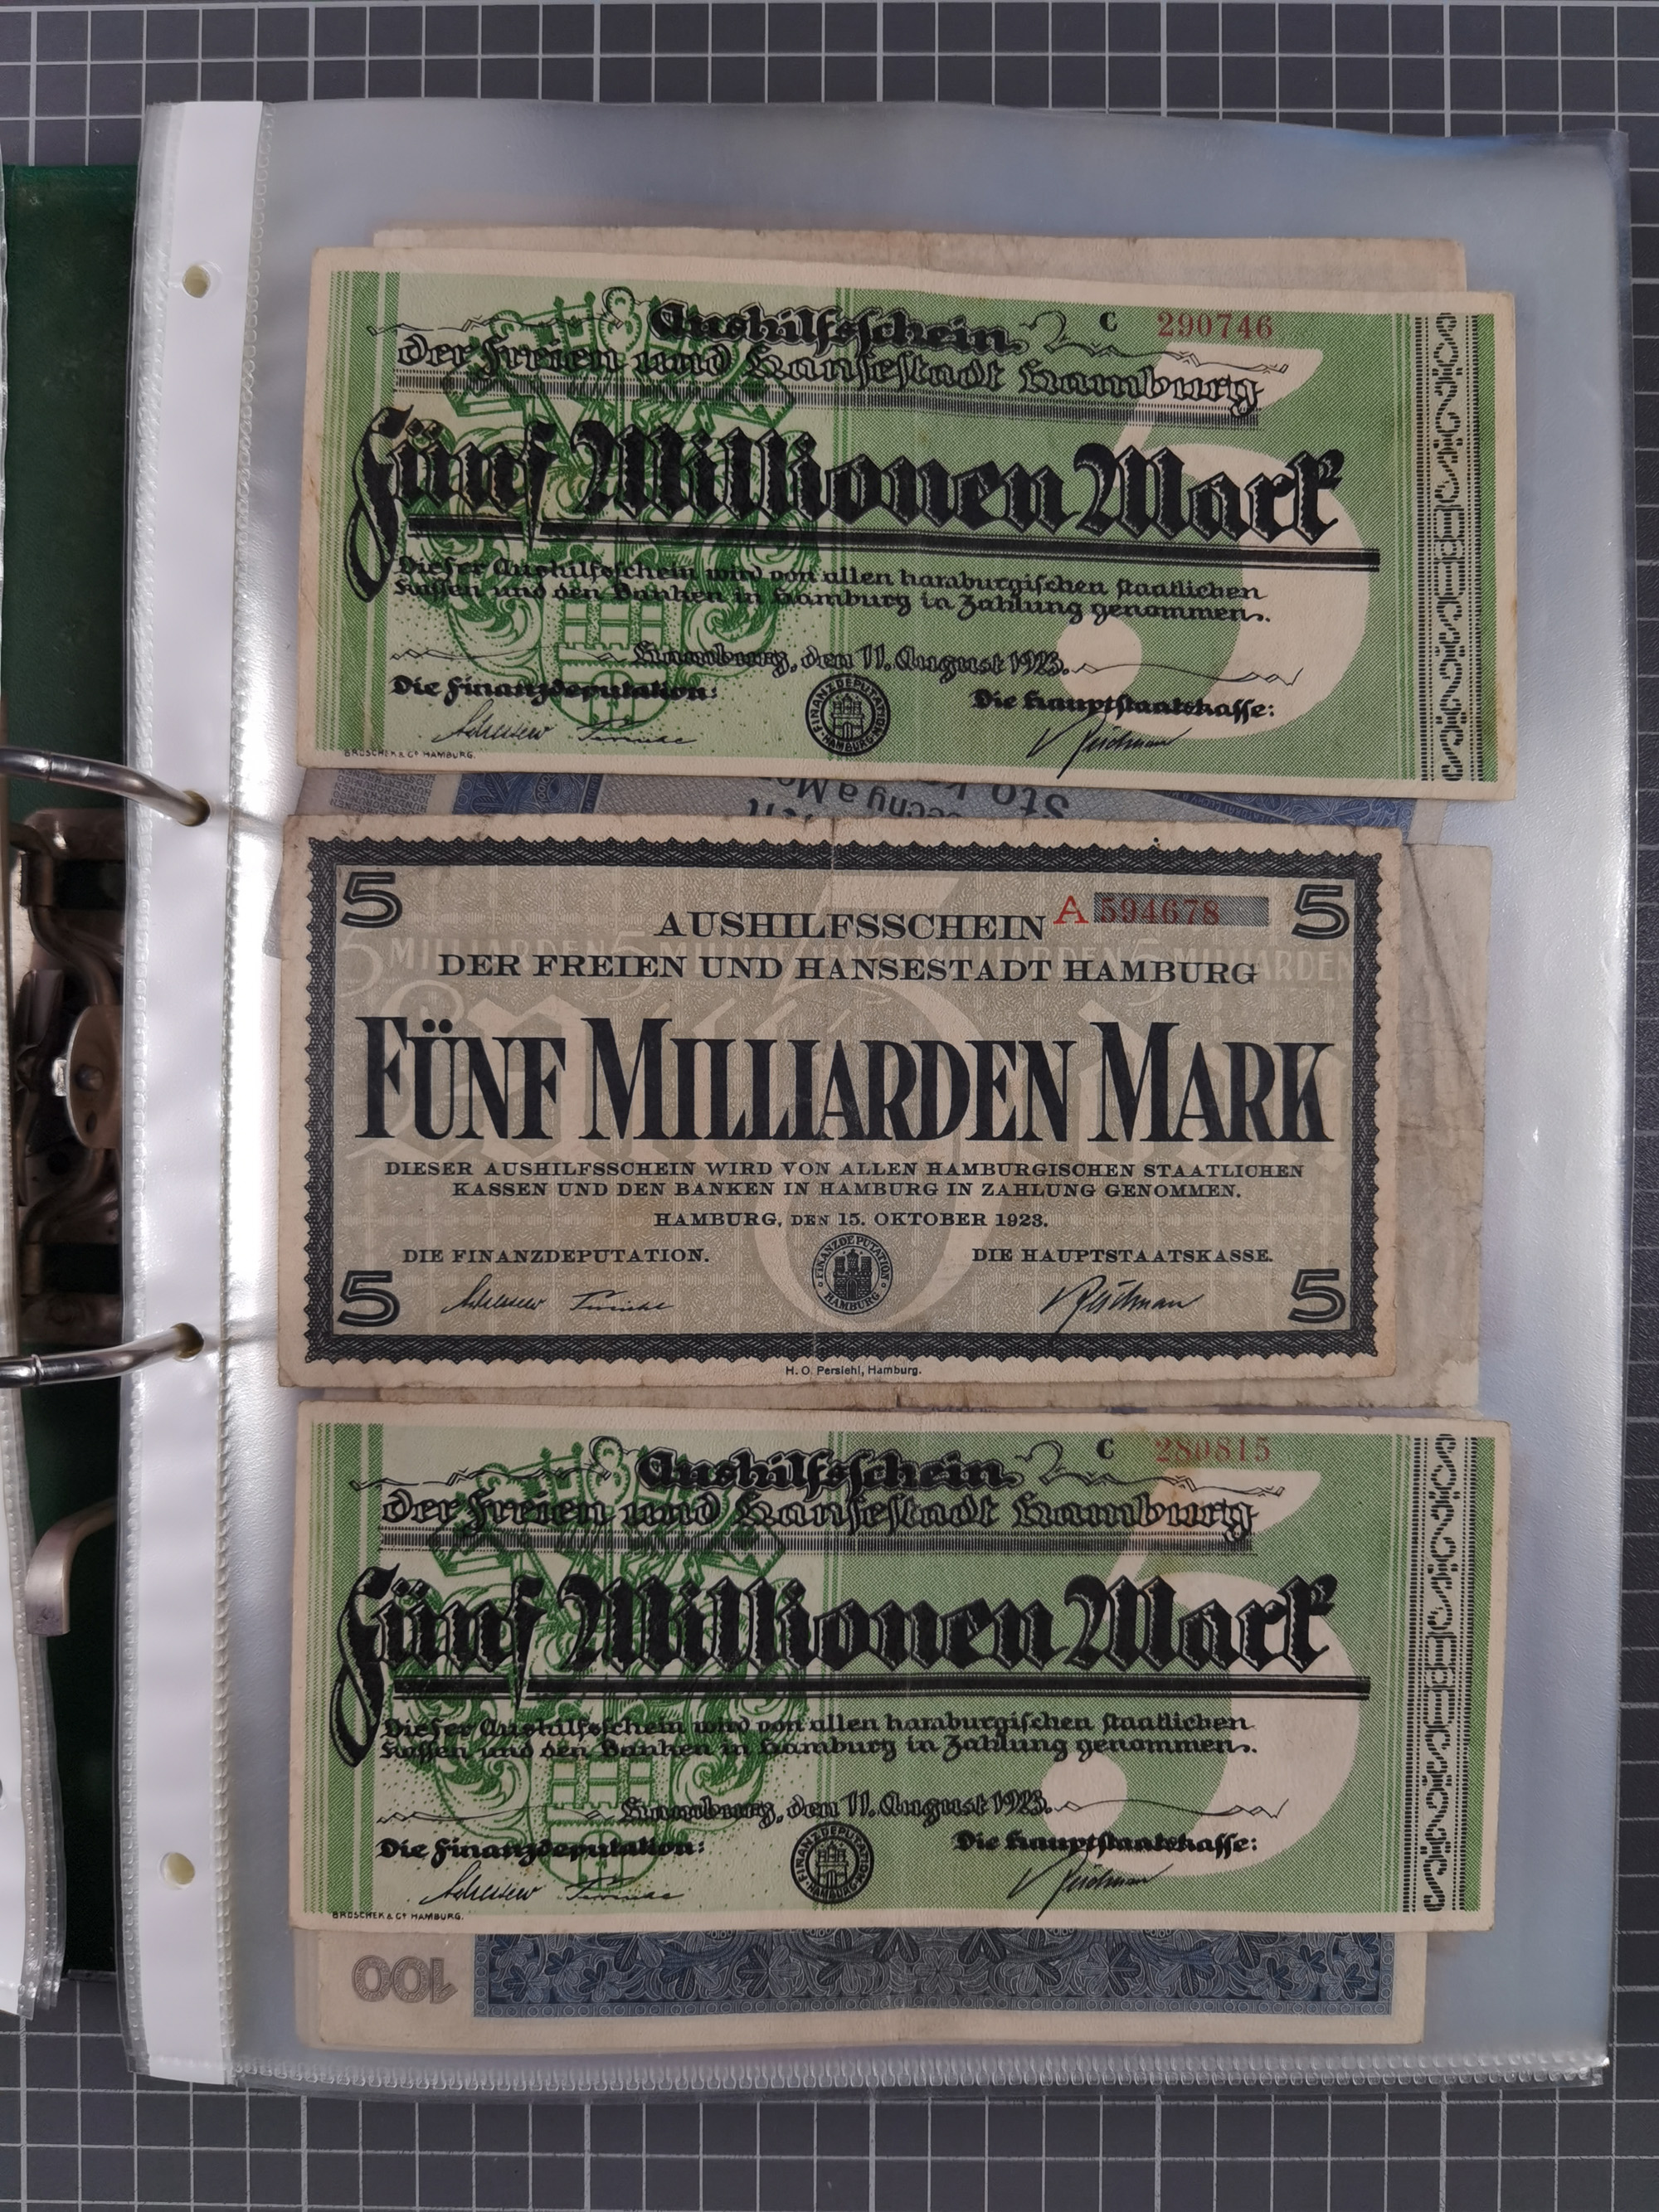 Aushilfsschein C 290746
der Freien und Hansestadt Hamburg
Fünf Millionen Mark
5
Dieser Aushilfsschein wird von allen hamburgischen staatlichen
Kassen und den Banken in Hamburg in Zahlung genommen.
Hamburg, den 11. August 1923.
Die Finanzdeputation:
Die Hauptstaatskasse:
FINANZDEPUTATION HAMBURG
BROSCHEK & Co HAMBURG.
5 5
AUSHILFSSCHEIN A 594678
DER FREIEN UND HANSESTADT HAMBURG
FÜNF MILLIARDEN MARK
DIESER AUSHILFSSCHEIN WIRD VON ALLEN HAMBURGISCHEN STAATLICHEN
KASSEN UND DEN BANKEN IN HAMBURG IN ZAHLUNG GENOMMEN.
HAMBURG, DEN 15. OKTOBER 1923.
DIE FINANZDEPUTATION.
DIE HAUPTSTAATSKASSE.
FINANZDEPUTATION HAMBURG
5 5
H. O. Persiehl, Hamburg.
Aushilfsschein C 280815
der Freien und Hansestadt Hamburg
Fünf Millionen Mark
5
Dieser Aushilfsschein wird von allen hamburgischen staatlichen
Kassen und den Banken in Hamburg in Zahlung genommen.
Hamburg, den 11. August 1923.
Die Finanzdeputation:
Die Hauptstaatskasse:
FINANZDEPUTATION HAMBURG
BROSCHEK & Co HAMBURG.
100